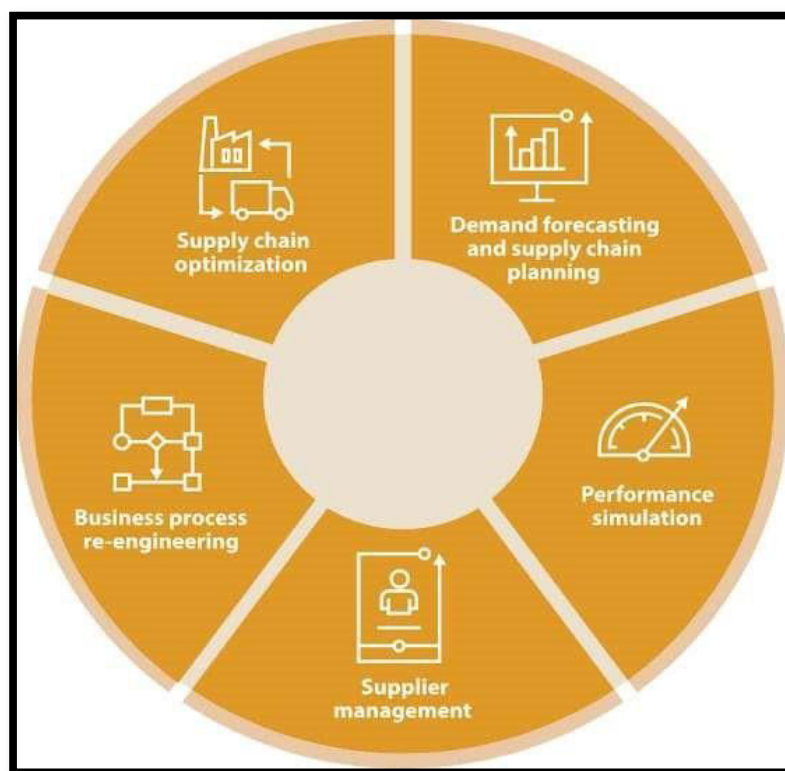 Supply chain
optimization
Demand forecasting
and supply chain
planning
Performance
simulation
Supplier
management
Business process
re-engineering